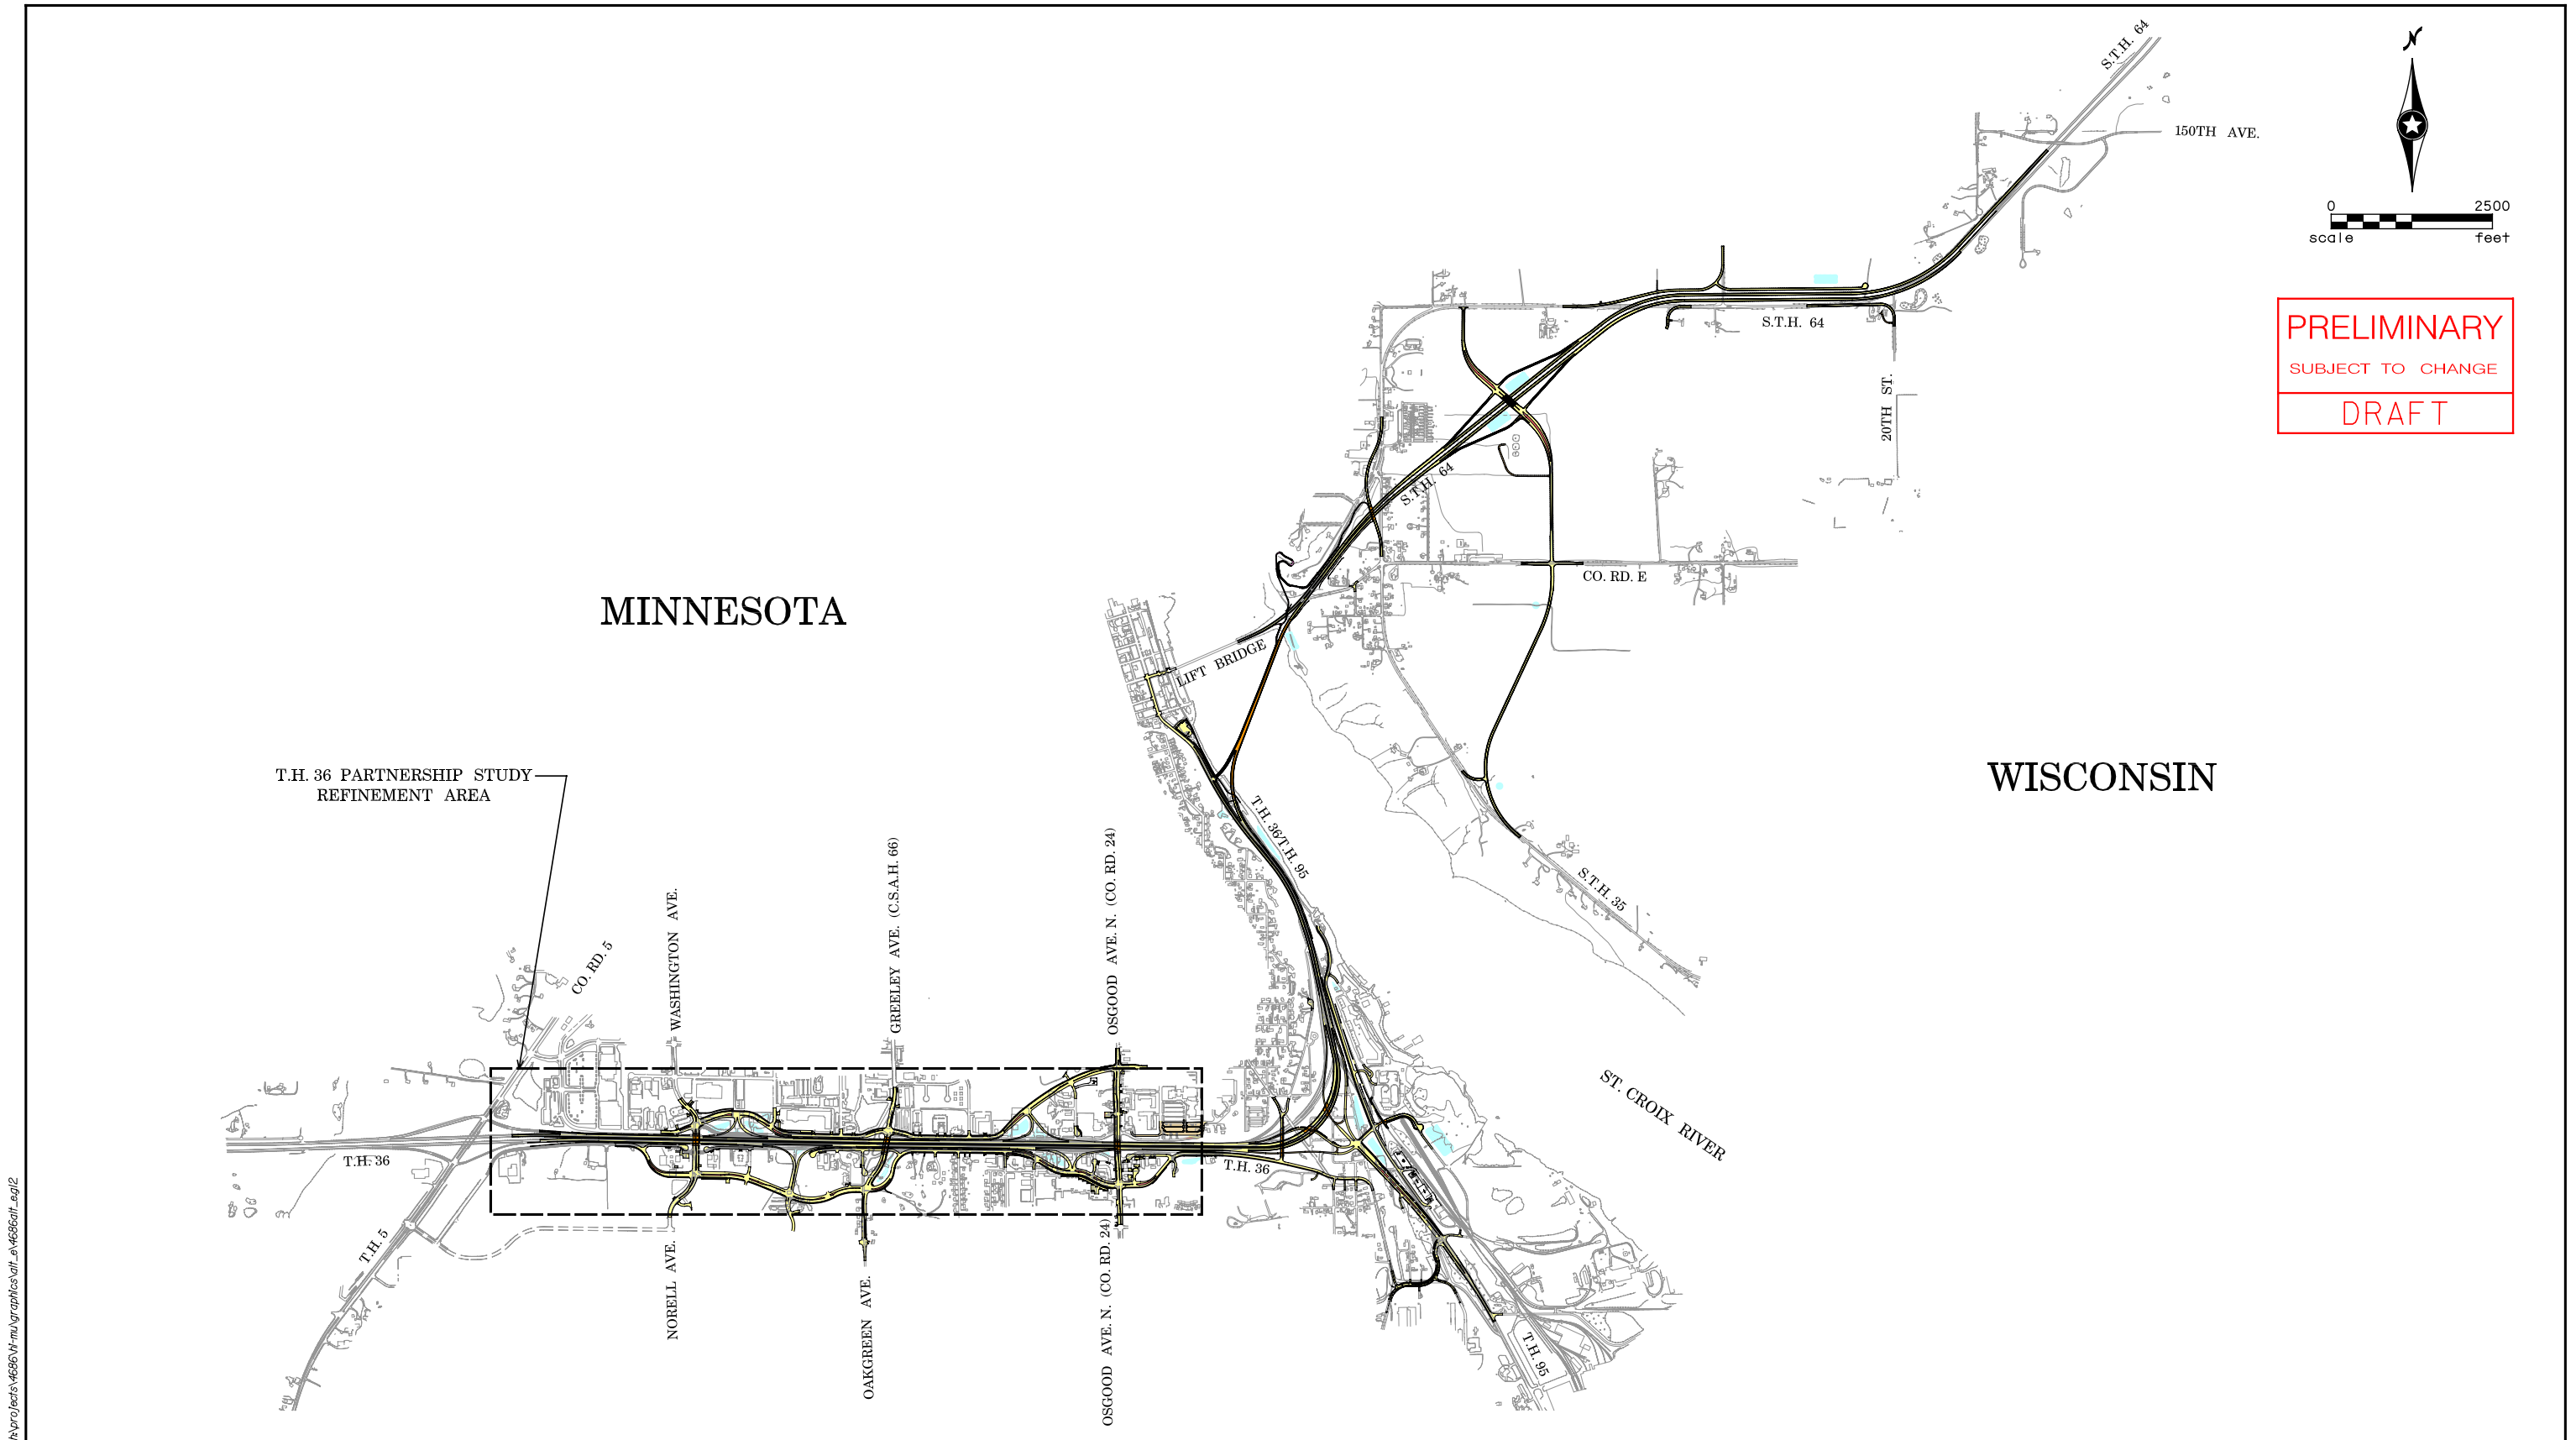 S.T.H. 64
N
150TH AVE.
0 2500
scale feet
PRELIMINARY
SUBJECT TO CHANGE
DRAFT
S.T.H. 64
20TH ST.
S.T.H. 64
CO. RD. E
MINNESOTA
LIFT BRIDGE
WISCONSIN
T.H. 36 PARTNERSHIP STUDY
REFINEMENT AREA
T.H. 36/T.H. 95
S.T.H. 35
CO. RD. 5
WASHINGTON AVE.
GREELEY AVE. (C.S.A.H. 66)
OSGOOD AVE. N. (CO. RD. 24)
ST. CROIX RIVER
T.H. 36
T.H. 36
T.H. 5
NORELL AVE.
OAKGREEN AVE.
OSGOOD AVE. N. (CO. RD. 24)
T.H. 95